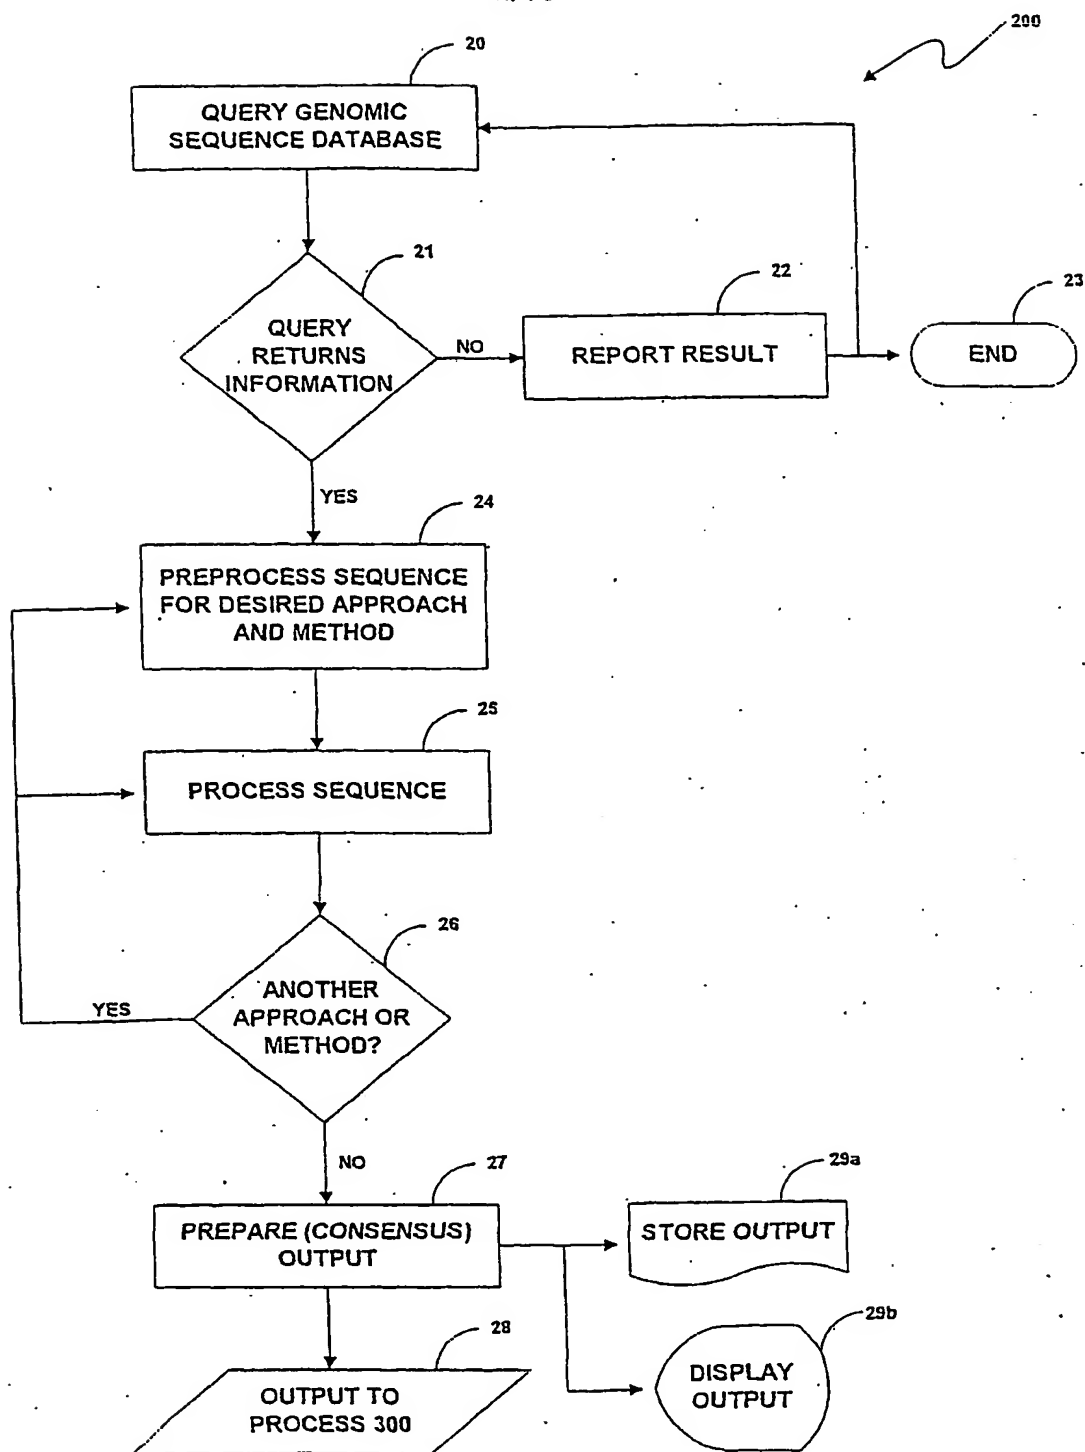 200
20
QUERY GENOMIC
SEQUENCE DATABASE
21
QUERY
RETURNS
INFORMATION
NO
22
REPORT RESULT
23
END
YES
24
PREPROCESS SEQUENCE
FOR DESIRED APPROACH
AND METHOD
25
PROCESS SEQUENCE
26
ANOTHER
APPROACH OR
METHOD?
YES
NO
27
PREPARE (CONSENSUS)
OUTPUT
29a
STORE OUTPUT
29b
DISPLAY
OUTPUT
28
OUTPUT TO
PROCESS 300